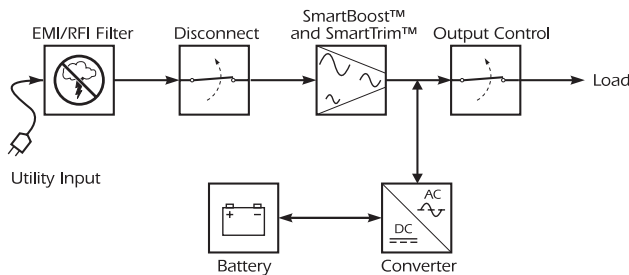 SmartBoost™
EMI/RFI Filter
Disconnect
and SmartTrim™
Output Control
Load
Utility Input
AC
DC
+ −
Battery
Converter